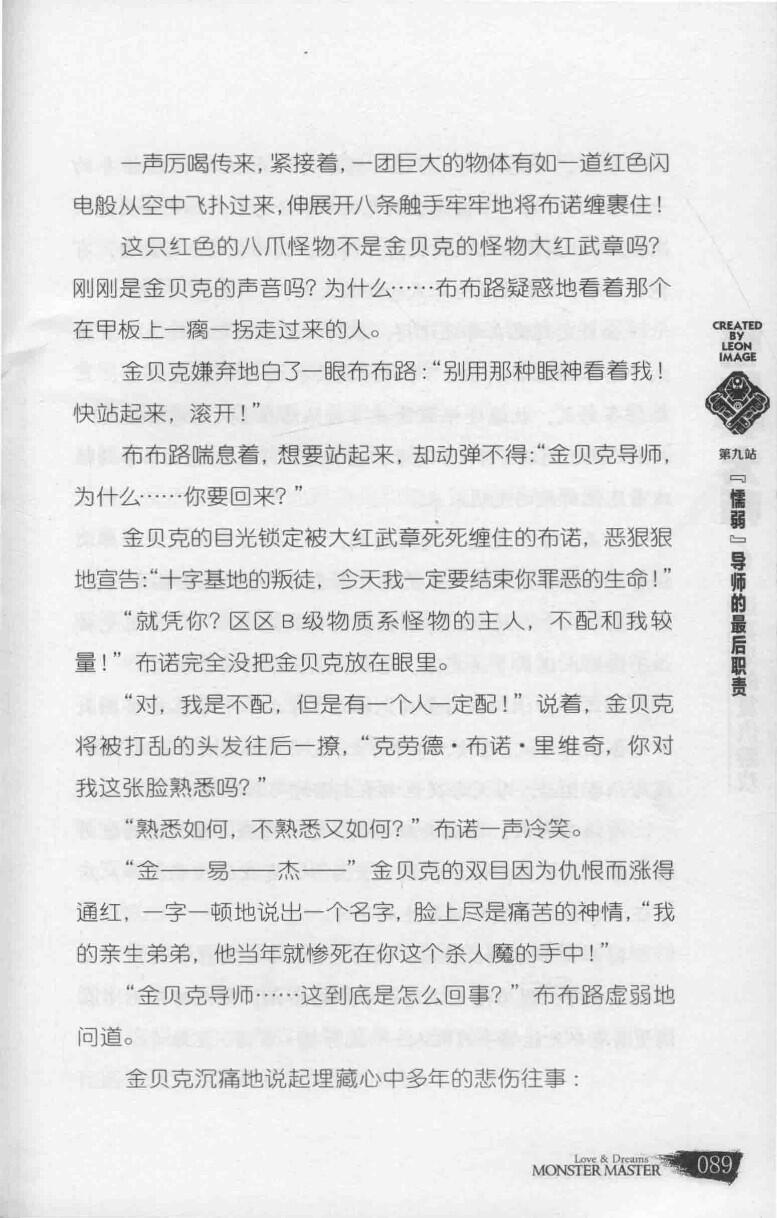 一声厉喝传来，紧接着，一团巨大的物体有如一道红色闪
电般从空中飞扑过来，伸展开八条触手牢牢地将布诺缠裹住！
这只红色的八爪怪物不是金贝克的怪物大红武章吗？
刚刚是金贝克的声音吗？为什么……布布路疑惑地看着那个
在甲板上一瘸一拐走过来的人。
金贝克嫌弃地白了一眼布布路：“别用那种眼神看着我！
快站起来，滚开！”
布布路喘息着，想要站起来，却动弹不得：“金贝克导师，
为什么……你要回来？”
金贝克的目光锁定被大红武章死死缠住的布诺，恶狠狠
地宣告：“十字基地的叛徒，今天我一定要结束你罪恶的生命！”
“就凭你？区区B级物质系怪物的主人，不配和我较
量！”布诺完全没把金贝克放在眼里。
“对，我是不配，但是有一个人一定配！”说着，金贝克
将被打乱的头发往后一撩，“克劳德·布诺·里维奇，你对
我这张脸熟悉吗？”
“熟悉如何，不熟悉又如何？”布诺一声冷笑。
“金——易——杰——”金贝克的双目因为仇恨而涨得
通红，一字一顿地说出一个名字，脸上尽是痛苦的神情，“我
的亲生弟弟，他当年就惨死在你这个杀人魔的手中！”
“金贝克导师……这到底是怎么回事？”布布路虚弱地
问道。
金贝克沉痛地说起埋藏心中多年的悲伤往事：
CREATED
BY
LEON
IMAGE
第九站
『懦弱』导师的最后职责
Love & Dreams
MONSTER MASTER
089